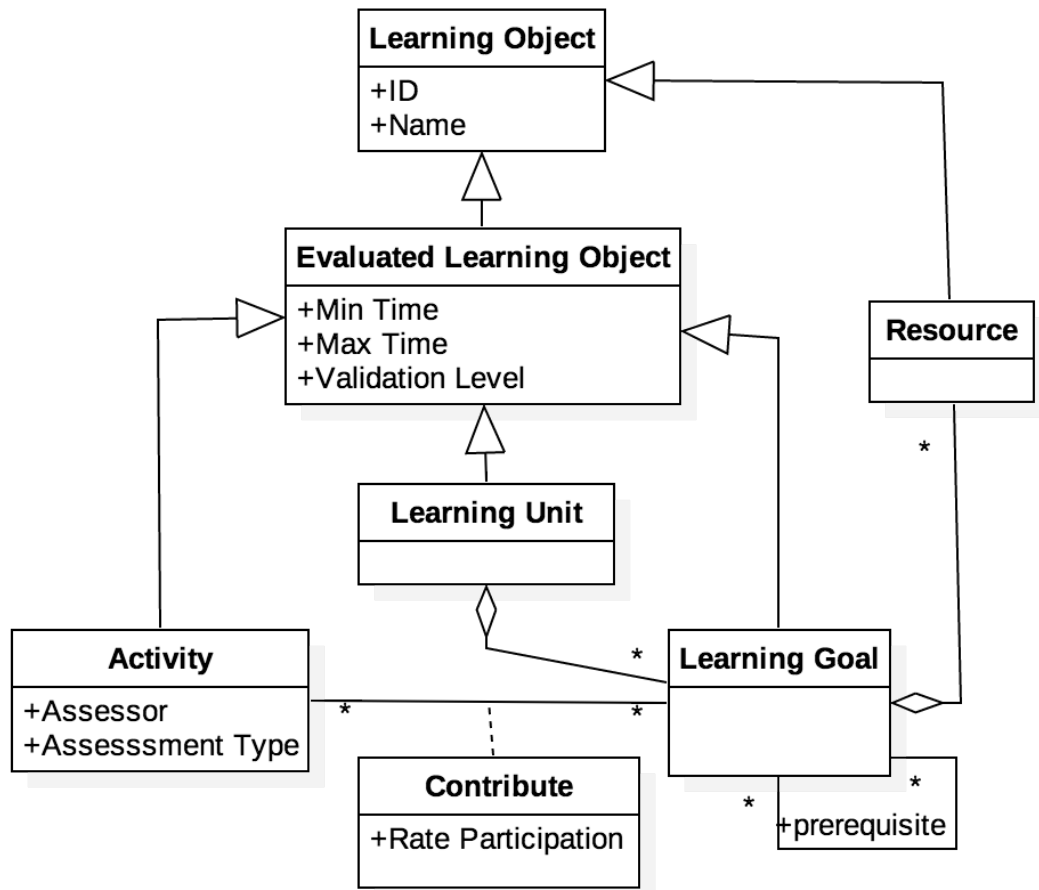 Learning Object
+ID
+Name
Evaluated Learning Object
+Min Time
+Max Time
+Validation Level
Resource
*
Learning Unit
*
Activity
+Assessor
+Assesssment Type
*
*
Learning Goal
Contribute
+Rate Participation
*
*
+prerequisite